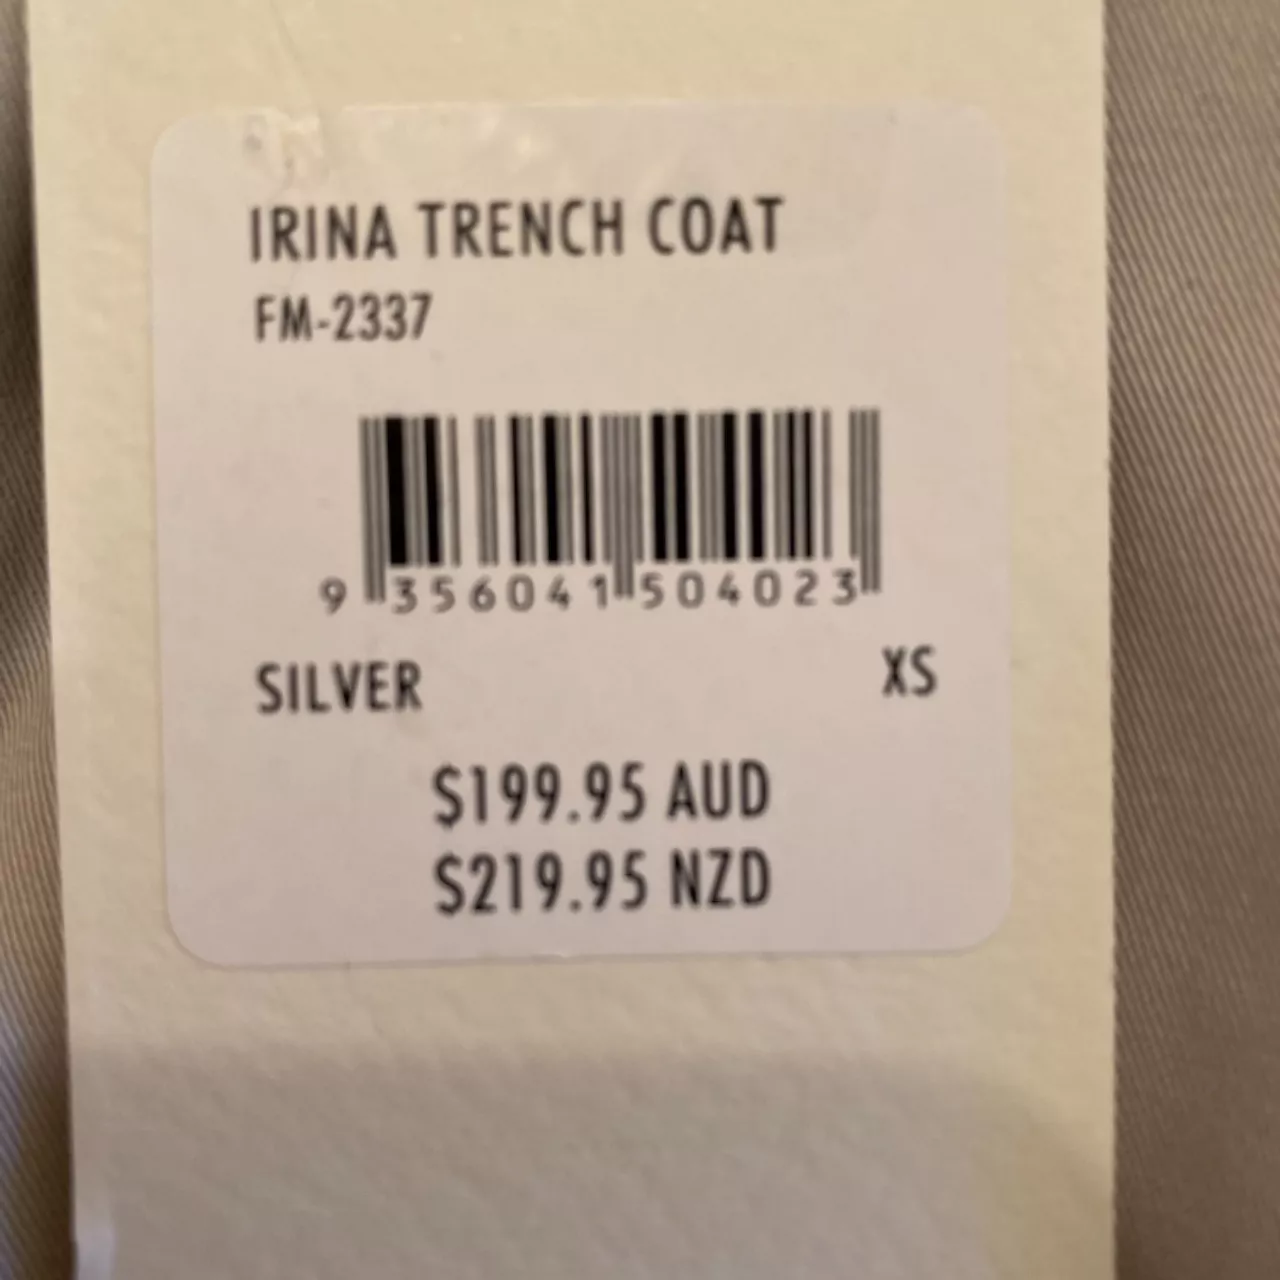 IRINA TRENCH COAT
FM-2337
9 356041 504023
SILVER XS
$199.95 AUD
$219.95 NZD